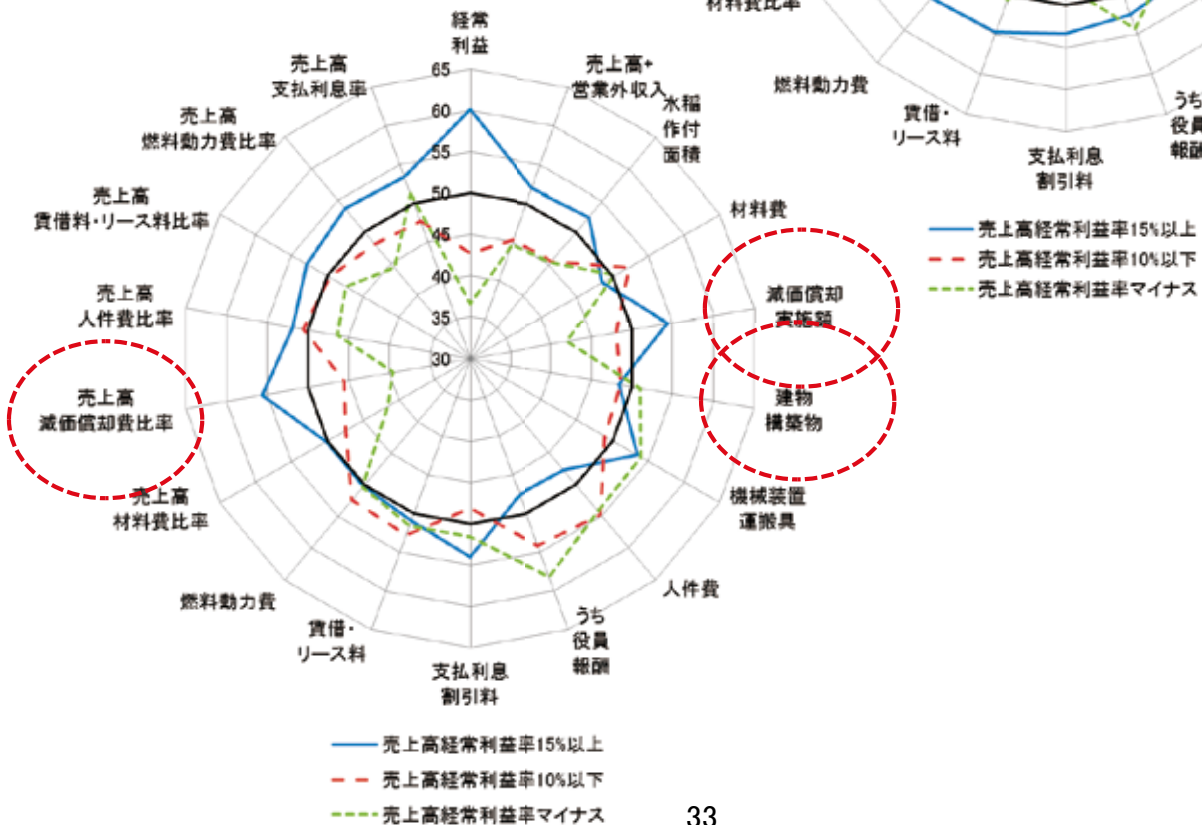 経常
利益
売上高+
営業外収入
水稲
作付
面積
材料費
減価償却
実施額
建物
構築物
機械装置
運搬具
人件費
うち
役員
報酬
支払利息
割引料
賃借・
リース料
燃料動力費
売上高
材料費比率
売上高
減価償却費比率
売上高
人件費比率
売上高
賃借料・リース料比率
売上高
燃料動力費比率
売上高
支払利息率
65
60
55
50
45
40
35
30
売上高経常利益率15%以上
売上高経常利益率10%以下
売上高経常利益率マイナス
材料費比率
燃料動力費
賃借・
リース料
支払利息
割引料
うち
役員
報酬
売上高経常利益率15%以上
売上高経常利益率10%以下
売上高経常利益率マイナス
33